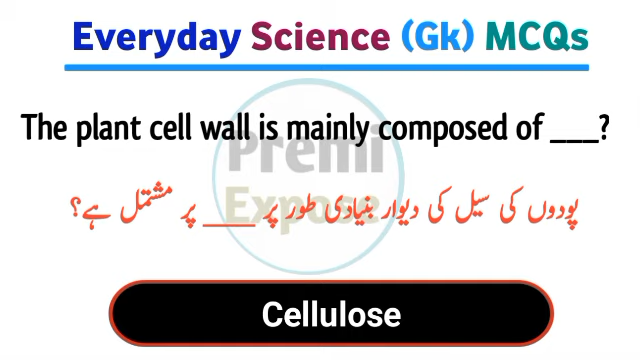 Everyday Science (Gk) MCQs
The plant cell wall is mainly composed of ___?
پودوں کی سیل کی دیوار بنیادی طور پر ___ پر مشتمل ہے؟
Premi
Expose
Cellulose